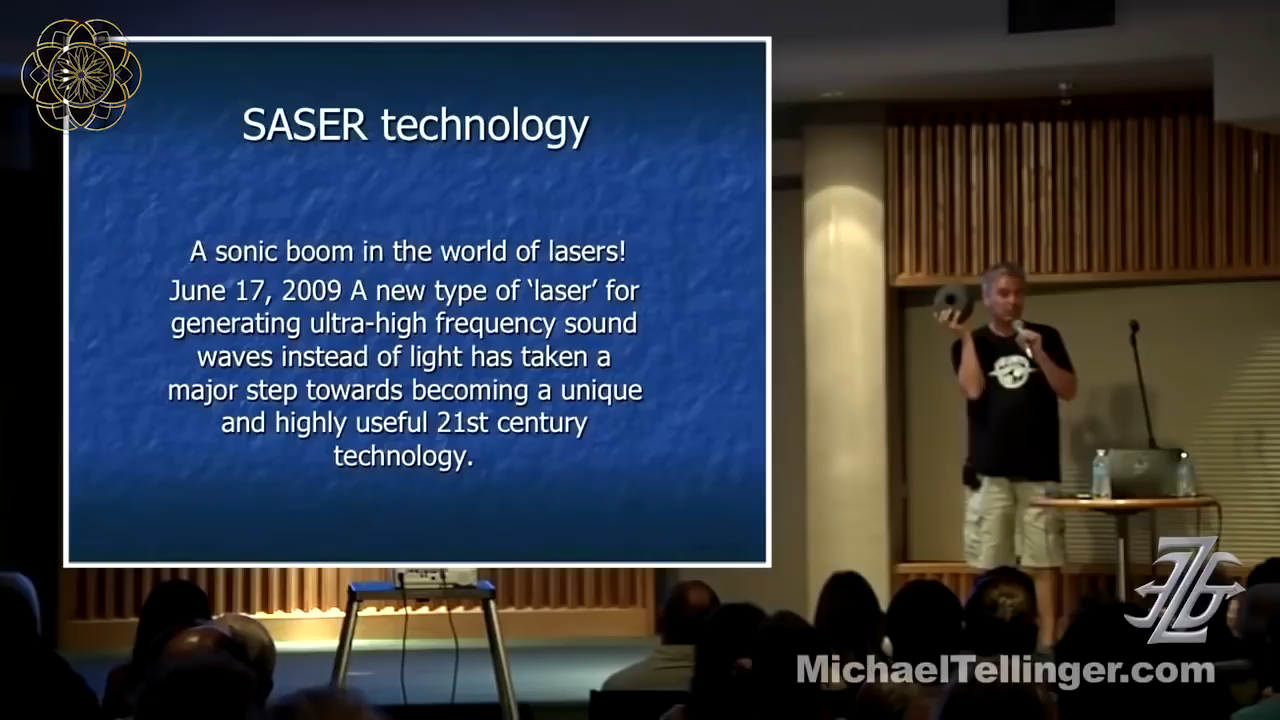 SASER technology
A sonic boom in the world of lasers!
June 17, 2009 A new type of ‘laser’ for
generating ultra-high frequency sound
waves instead of light has taken a
major step towards becoming a unique
and highly useful 21st century
technology.
MichaelTellinger.com